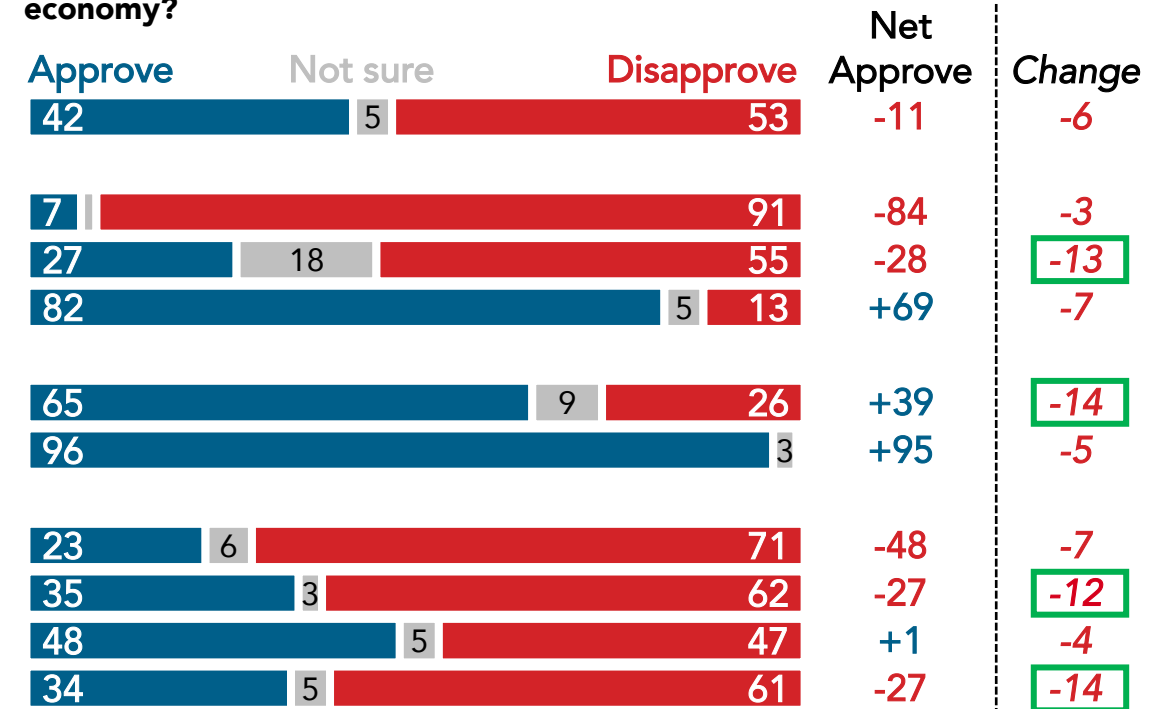 economy?
Net
Approve Not sure Disapprove Approve Change
42 5 53 -11 -6
7 91 -84 -3
27 18 55 -28 -13
82 5 13 +69 -7
65 9 26 +39 -14
96 3 +95 -5
23 6 71 -48 -7
35 3 62 -27 -12
48 5 47 +1 -4
34 5 61 -27 -14